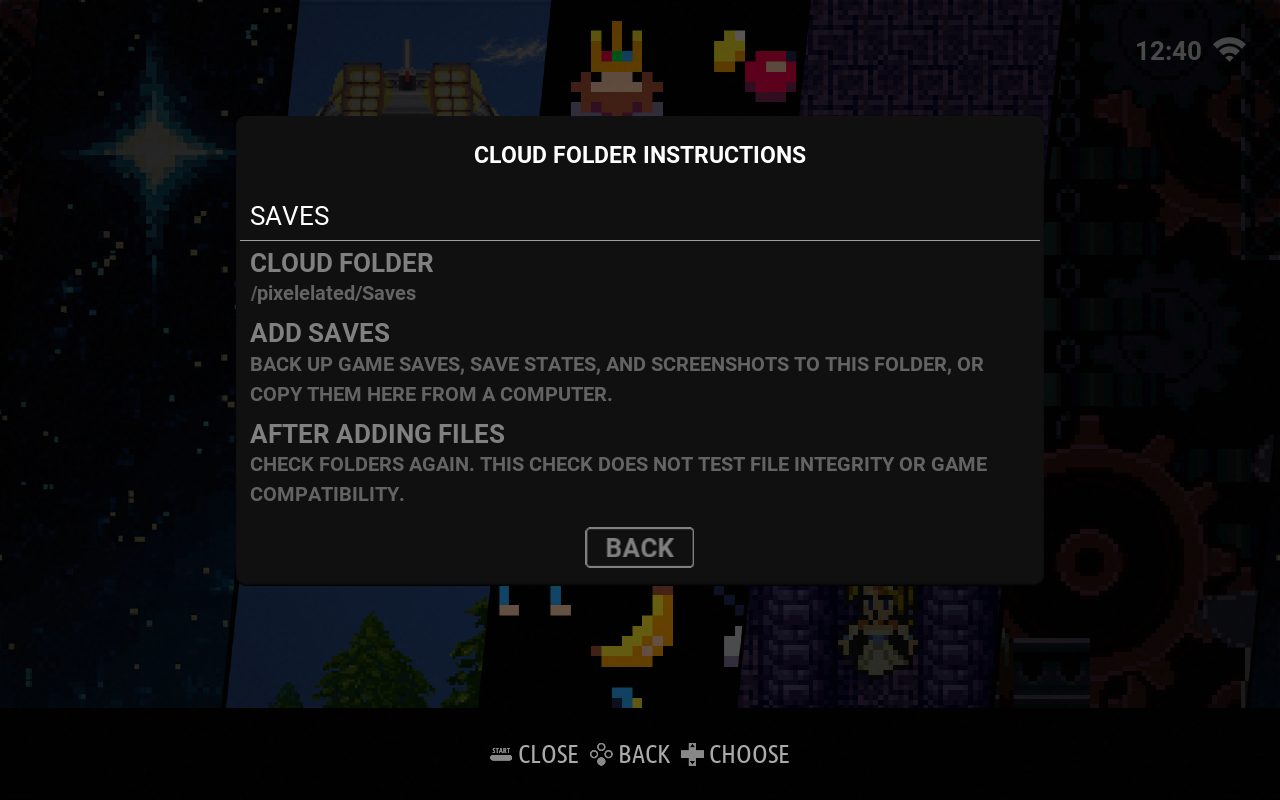 12:40
CLOUD FOLDER INSTRUCTIONS
SAVES
CLOUD FOLDER
/pixelelated/Saves
ADD SAVES
BACK UP GAME SAVES, SAVE STATES, AND SCREENSHOTS TO THIS FOLDER, OR
COPY THEM HERE FROM A COMPUTER.
AFTER ADDING FILES
CHECK FOLDERS AGAIN. THIS CHECK DOES NOT TEST FILE INTEGRITY OR GAME
COMPATIBILITY.
BACK
START CLOSE BACK CHOOSE